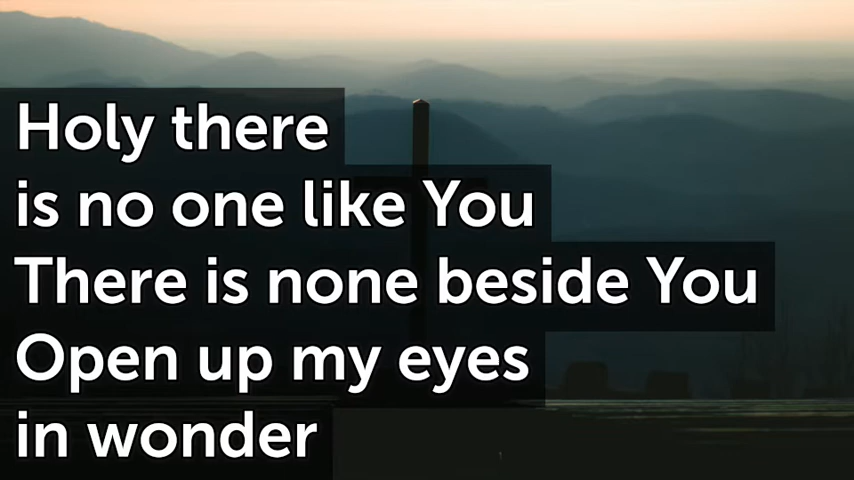 Holy there
is no one like You
There is none beside You
Open up my eyes
in wonder